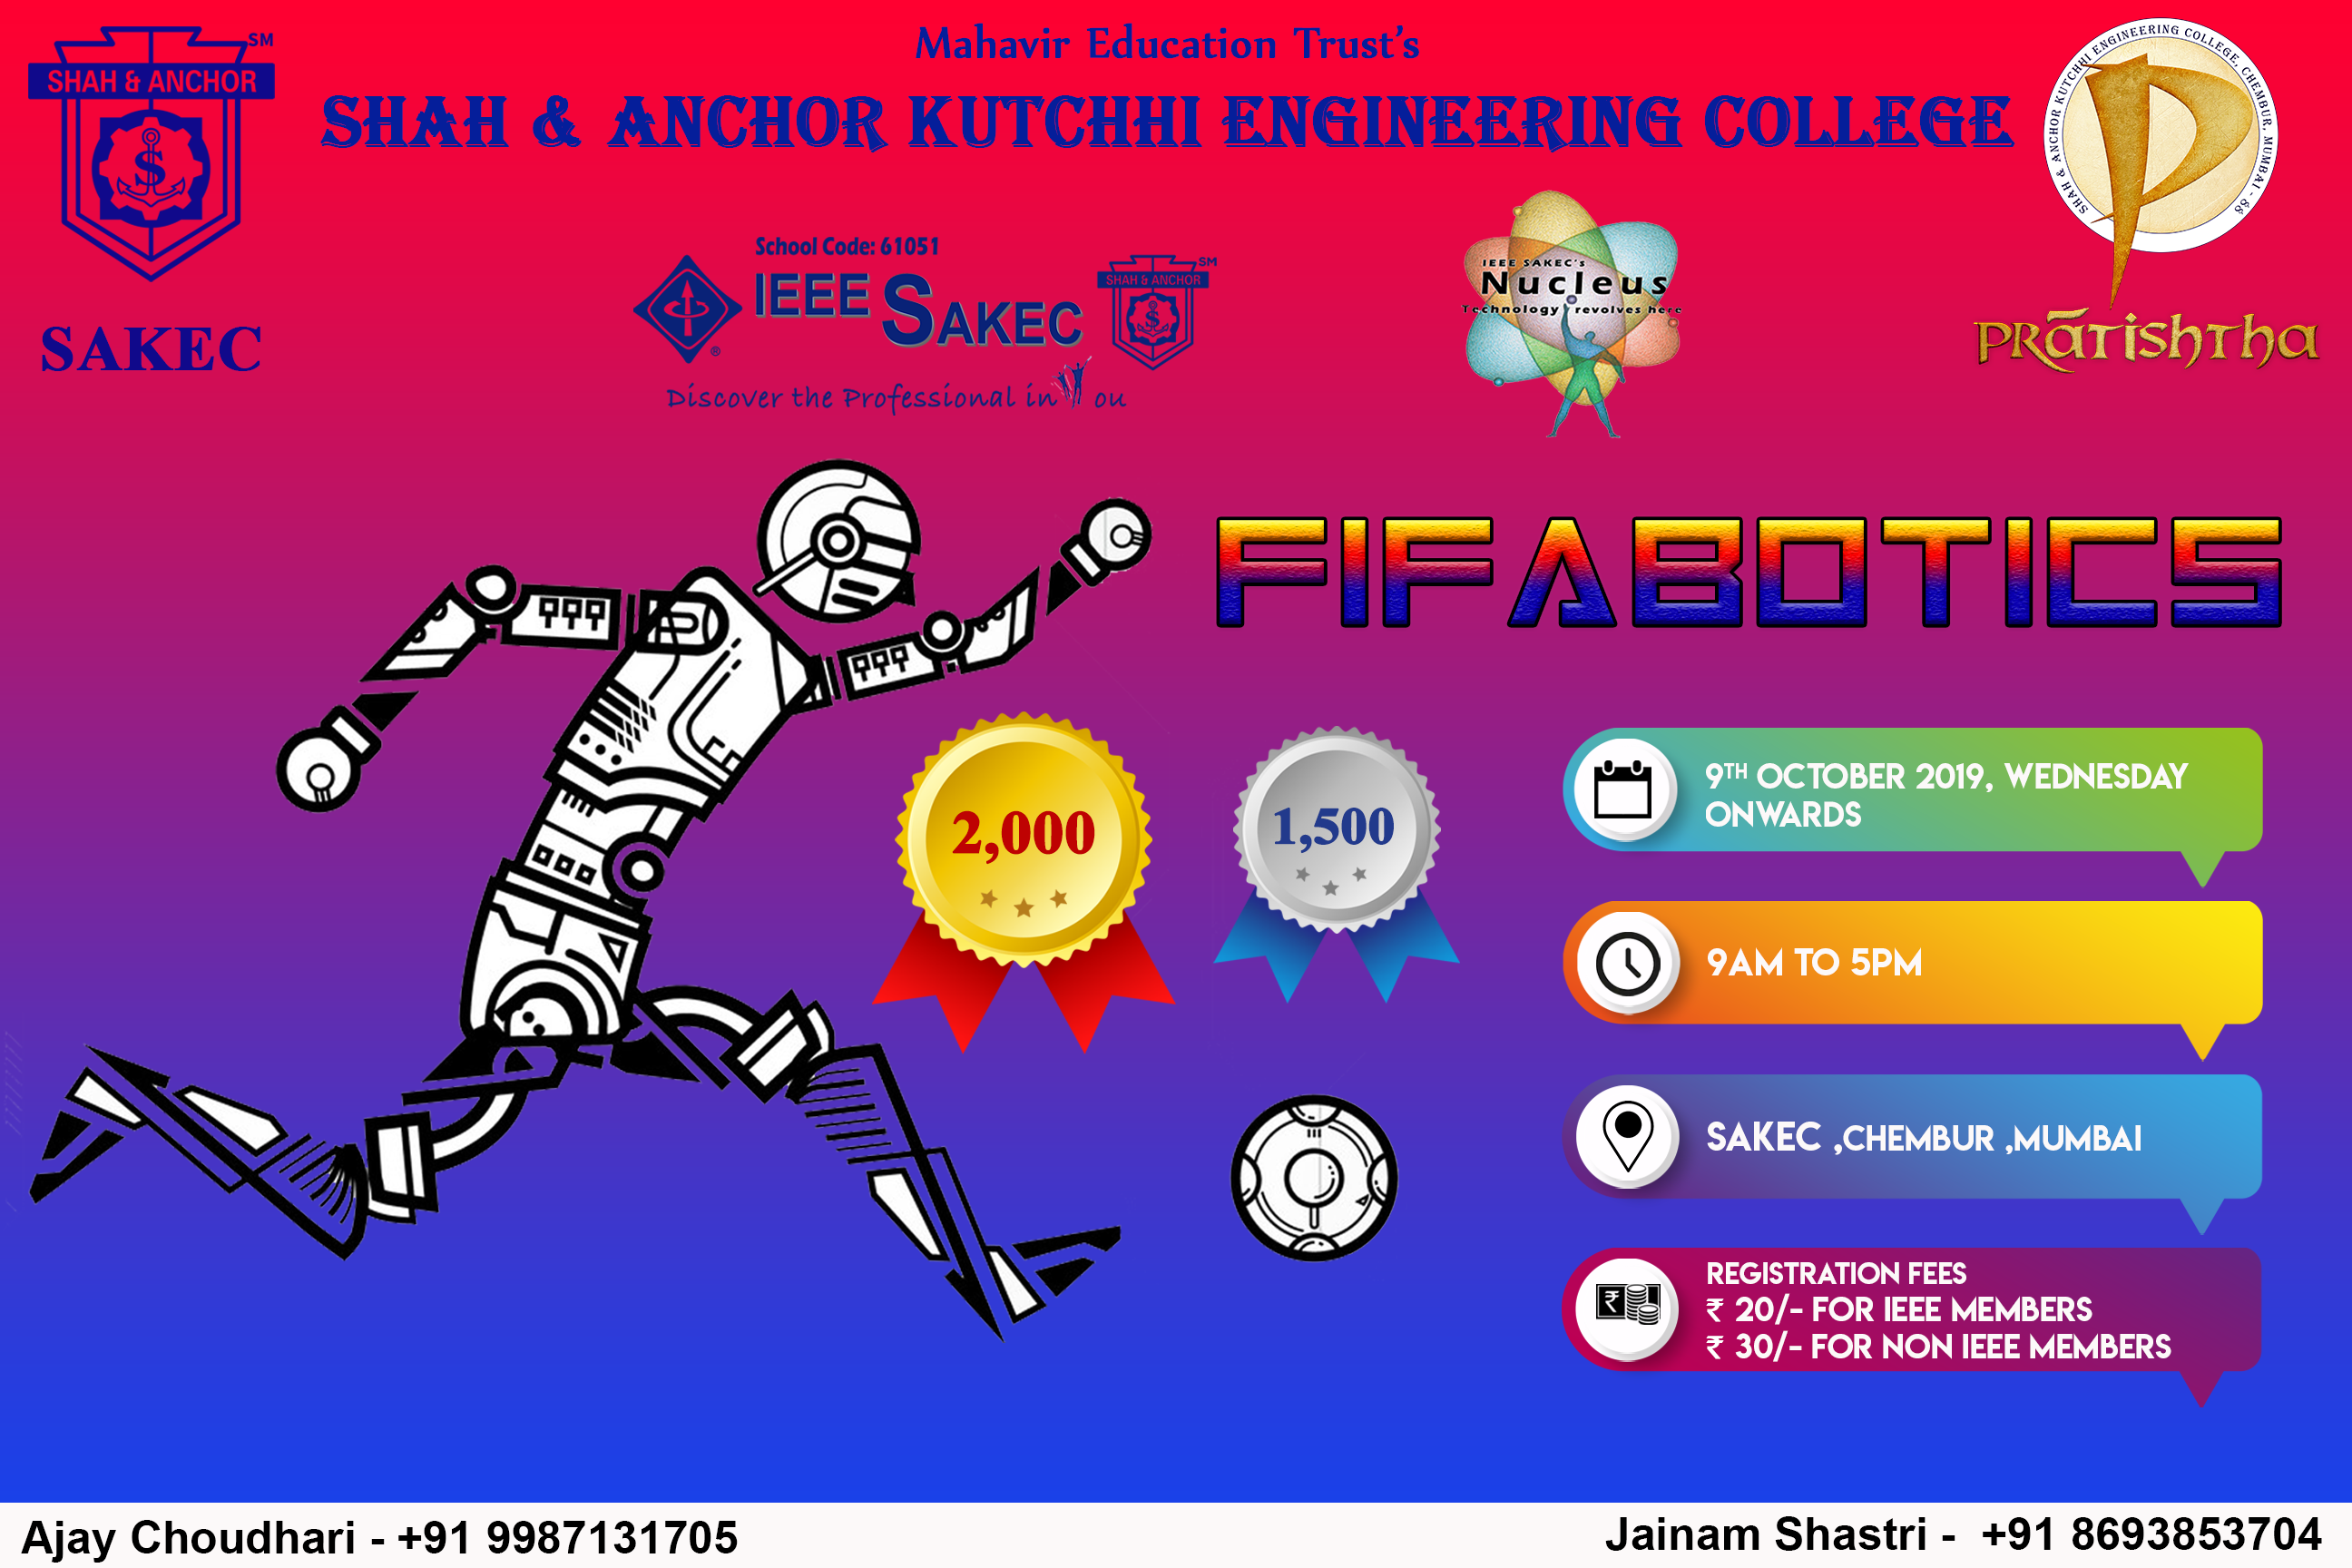 Mahavir Education Trust's
SHAH & ANCHOR KUTCHHI ENGINEERING COLLEGE
SM
SHAH & ANCHOR
S
SAKEC
School Code: 61051
IEEE SAKEC
®
SM
SHAH & ANCHOR
S
Discover the Professional in You
IEEE SAKEC's
Nucleus
Technology revolves here
SHAH & ANCHOR KUTCHHI ENGINEERING COLLEGE, CHEMBUR, MUMBAI - 88
P
PRāTishTha
FIFABOTICS
2,000
1,500
9TH OCTOBER 2019, WEDNESDAY
ONWARDS
9AM TO 5PM
SAKEC ,CHEMBUR ,MUMBAI
₹
REGISTRATION FEES
₹ 20/- FOR IEEE MEMBERS
₹ 30/- FOR NON IEEE MEMBERS
Ajay Choudhari - +91 9987131705
Jainam Shastri - +91 8693853704